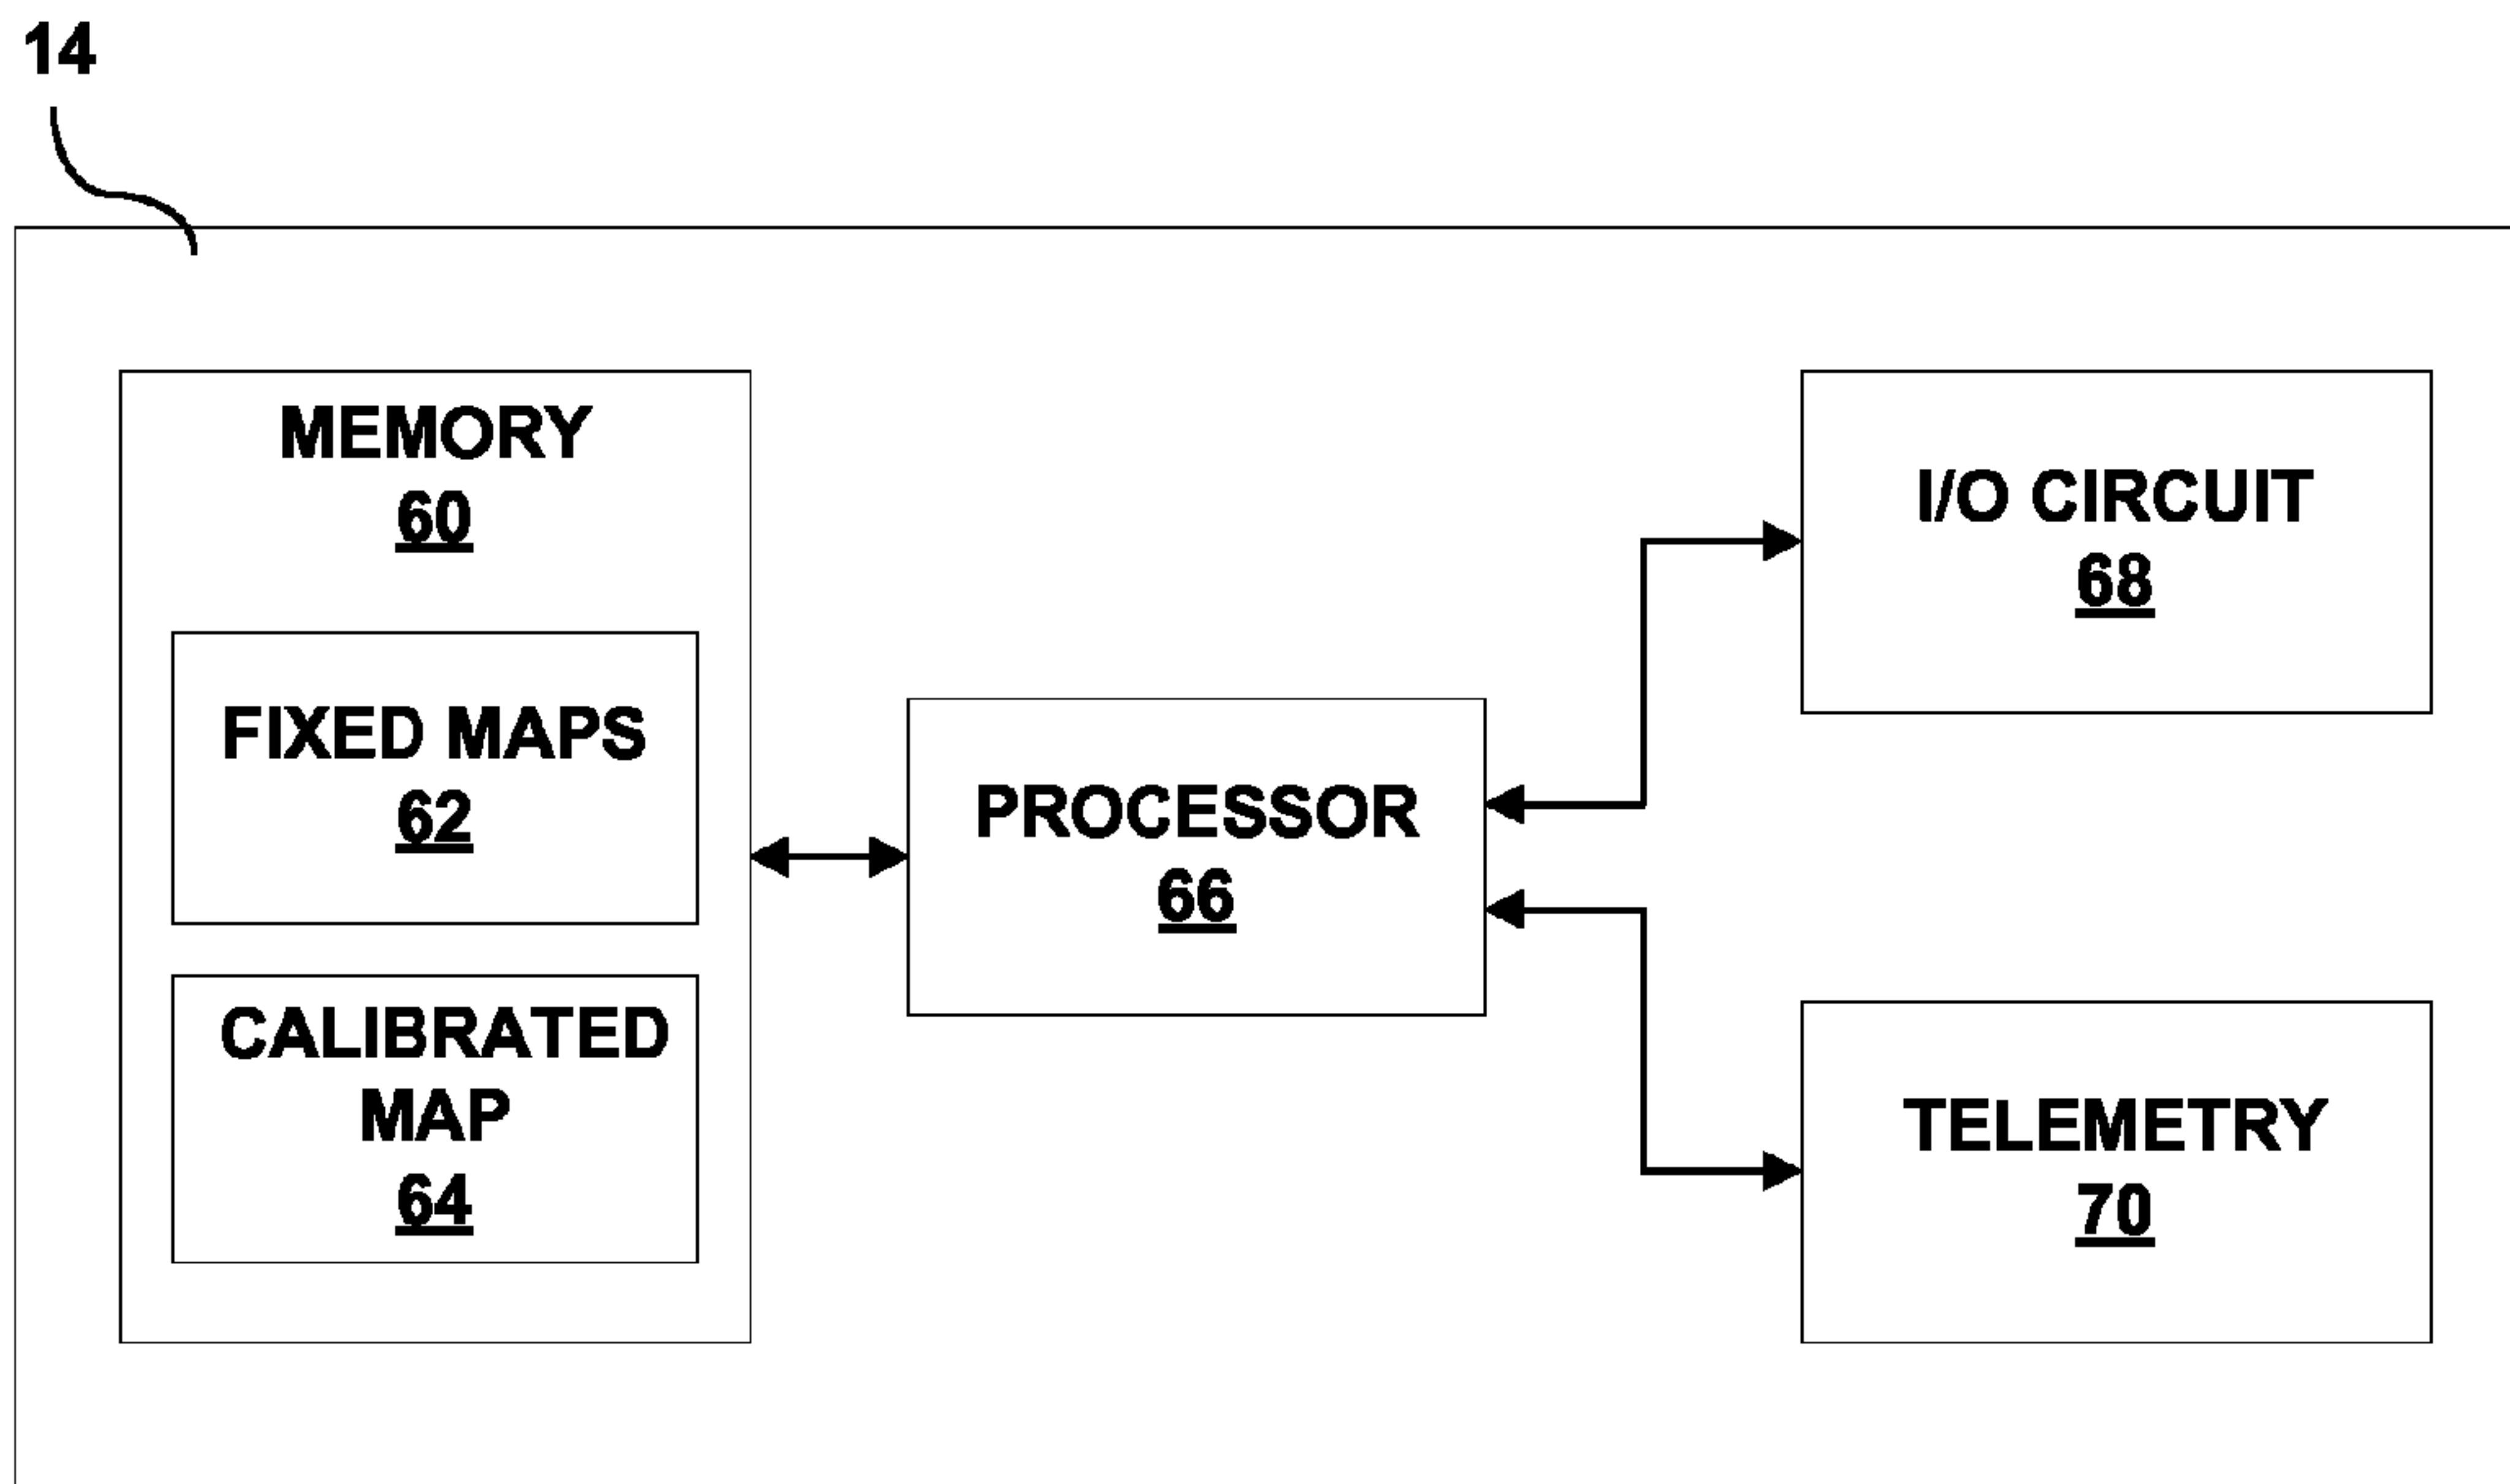 14
MEMORY
60
FIXED MAPS
62
CALIBRATED
MAP
64
PROCESSOR
66
I/O CIRCUIT
68
TELEMETRY
70